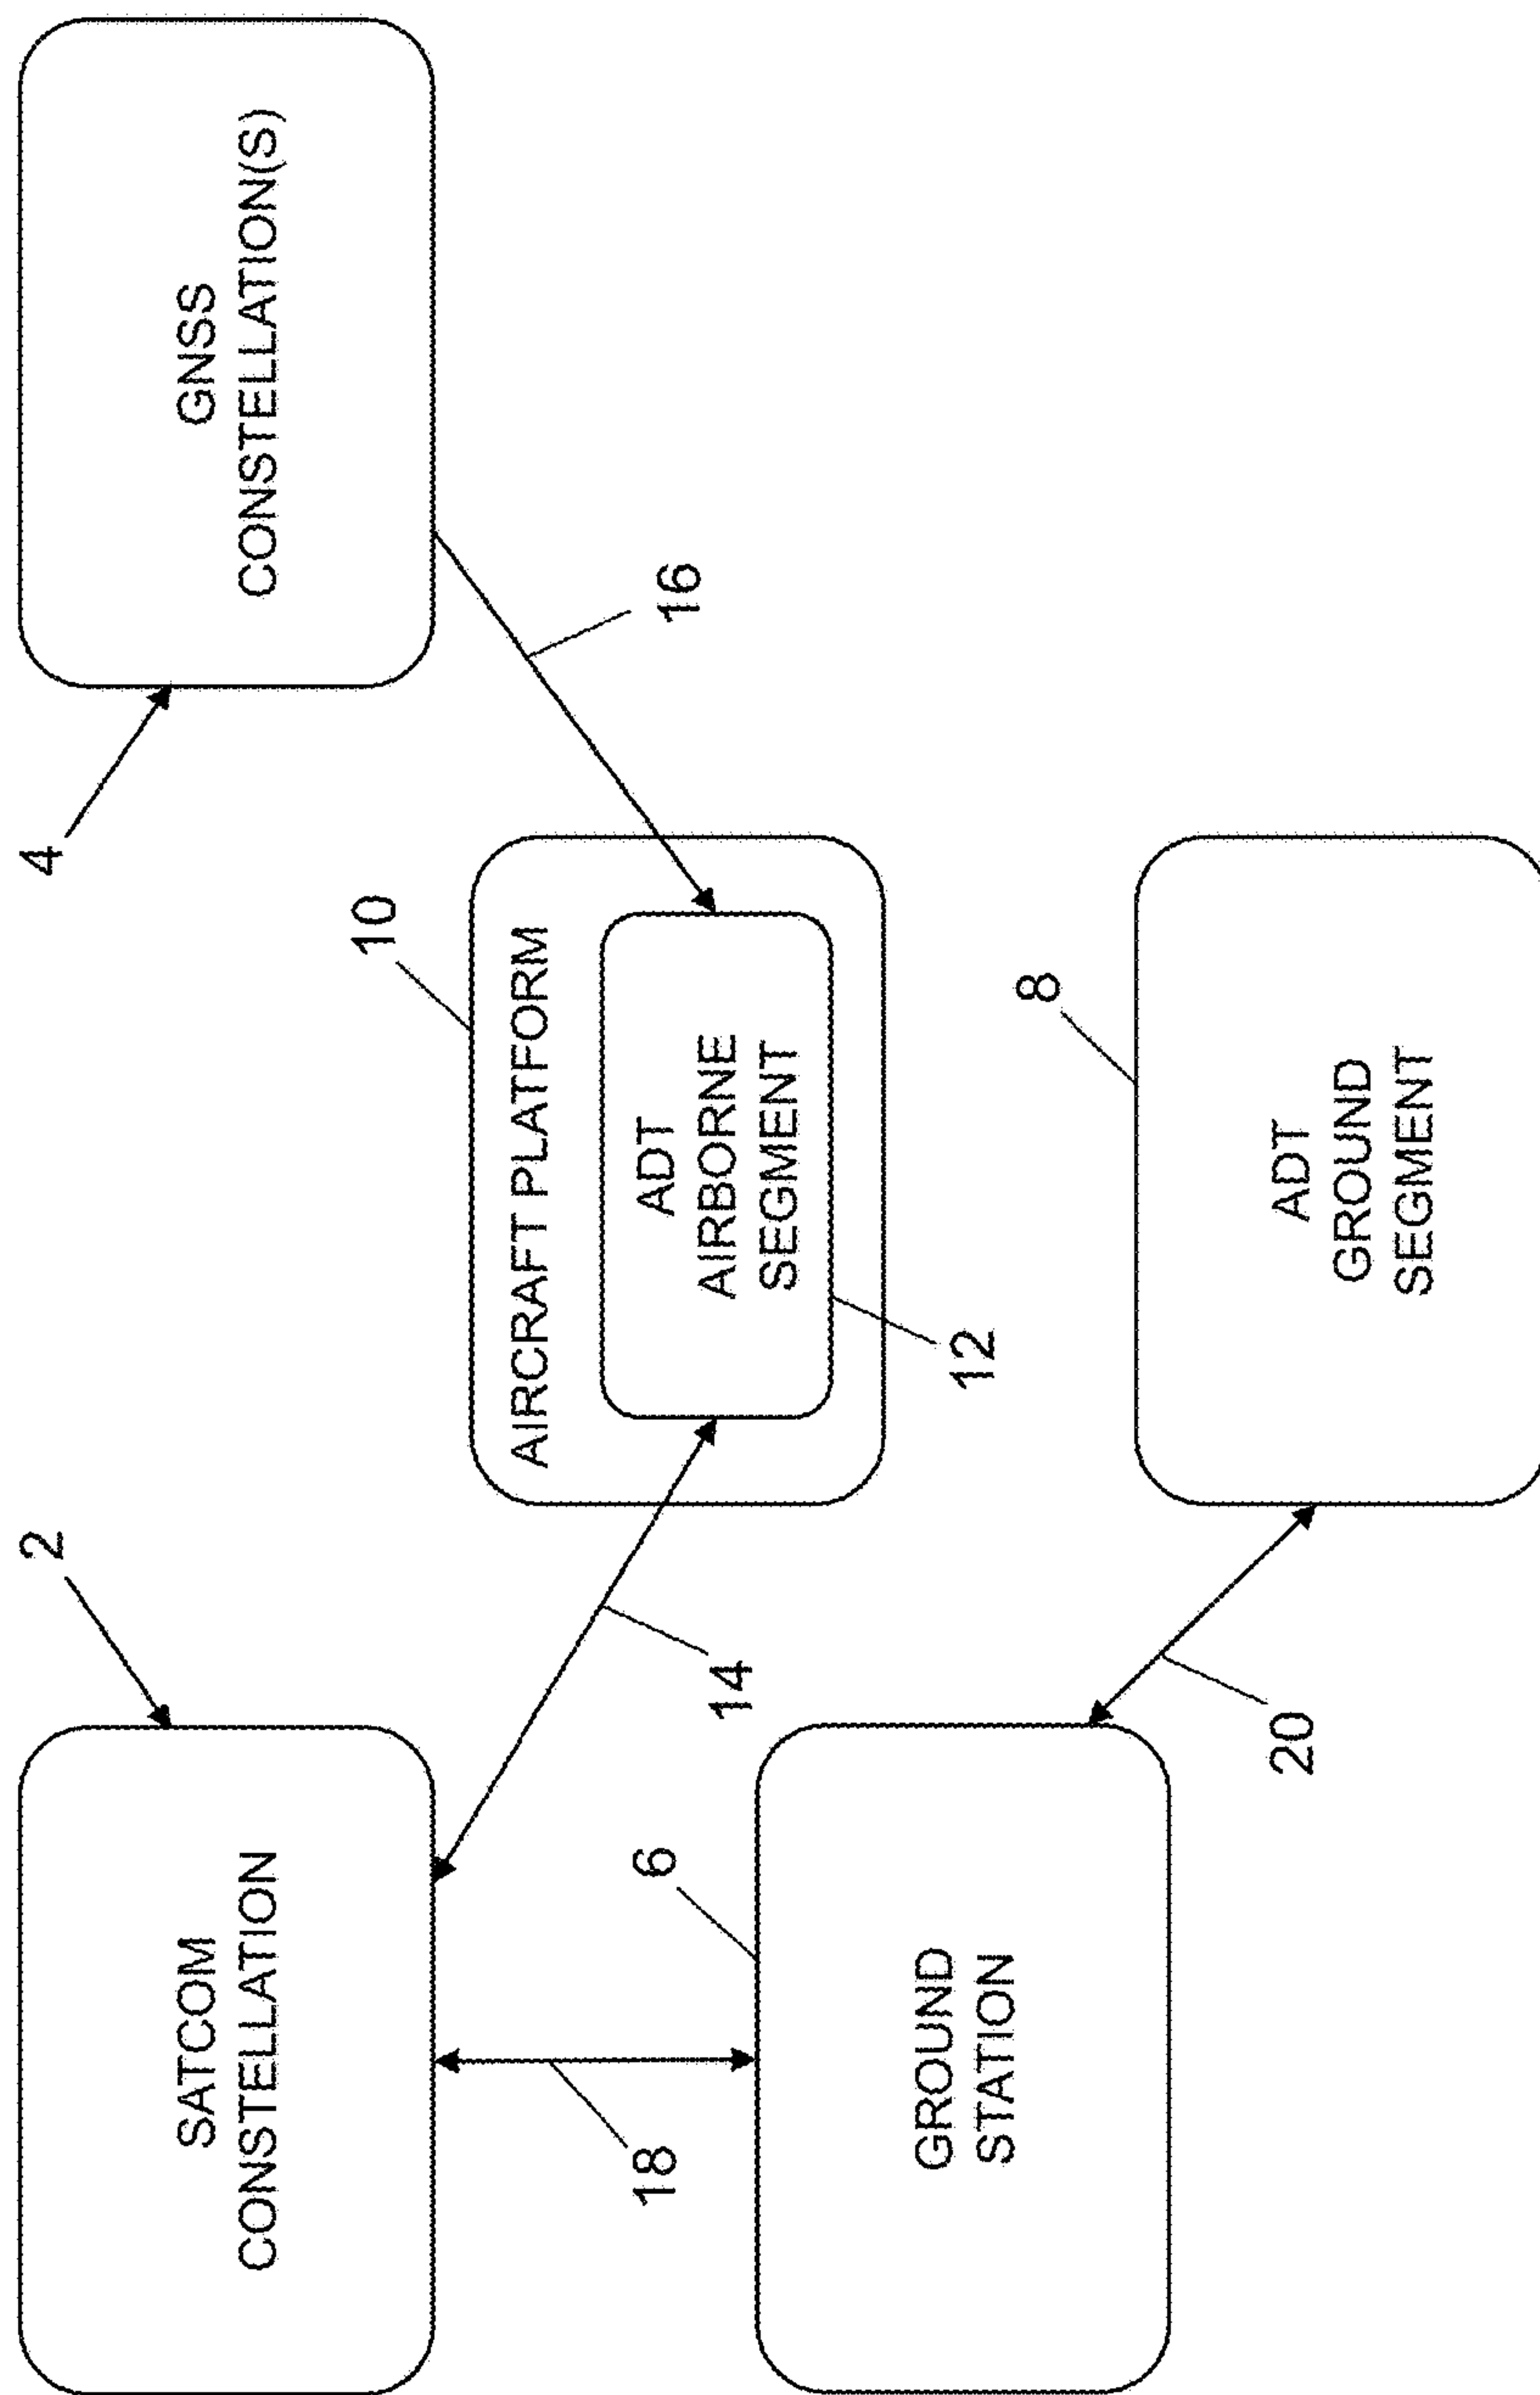 2
4
SATCOM
CONSTELLATION
GNSS
CONSTELLATION(S)
10
AIRCRAFT PLATFORM
ADT
AIRBORNE
SEGMENT
14
16
18
6
12
8
GROUND
STATION
ADT
GROUND
SEGMENT
20